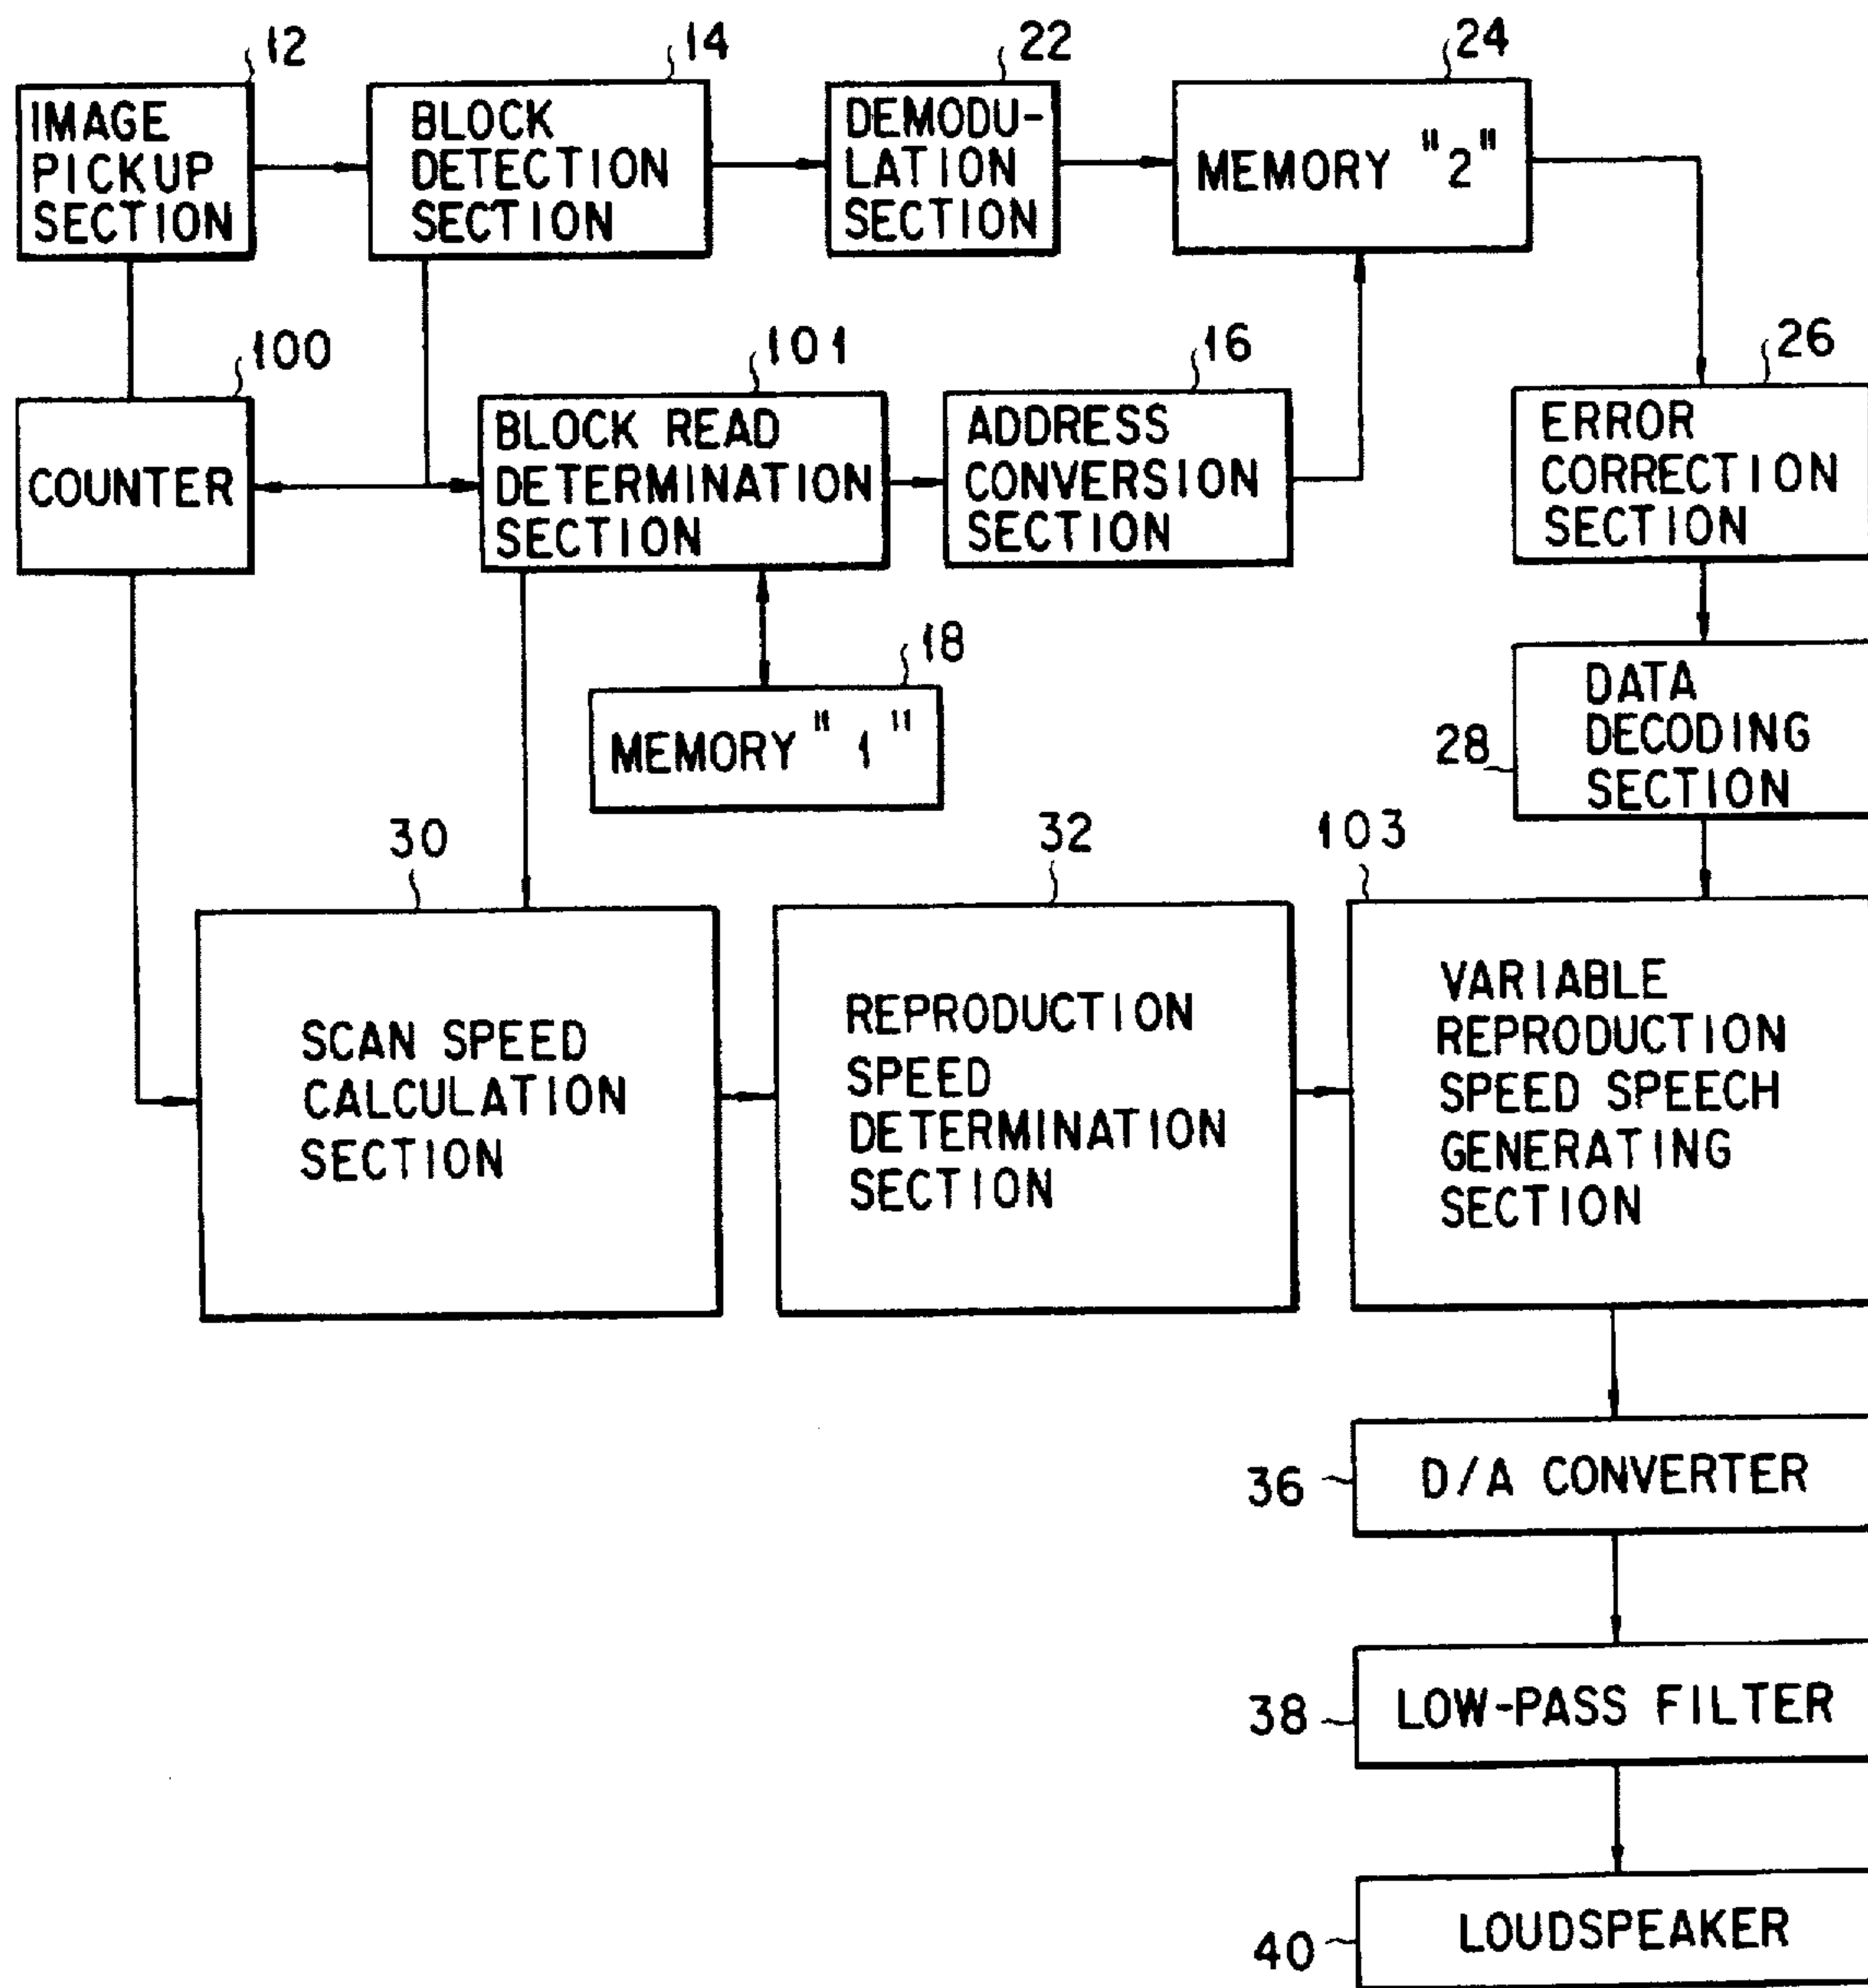 12
IMAGE
PICKUP
SECTION
14
BLOCK
DETECTION
SECTION
22
DEMODU-
LATION
SECTION
24
MEMORY "2"
100
COUNTER
101
BLOCK READ
DETERMINATION
SECTION
16
ADDRESS
CONVERSION
SECTION
26
ERROR
CORRECTION
SECTION
18
MEMORY "1"
28
DATA
DECODING
SECTION
30
SCAN SPEED
CALCULATION
SECTION
32
REPRODUCTION
SPEED
DETERMINATION
SECTION
103
VARIABLE
REPRODUCTION
SPEED SPEECH
GENERATING
SECTION
36
D/A CONVERTER
38
LOW-PASS FILTER
40
LOUDSPEAKER